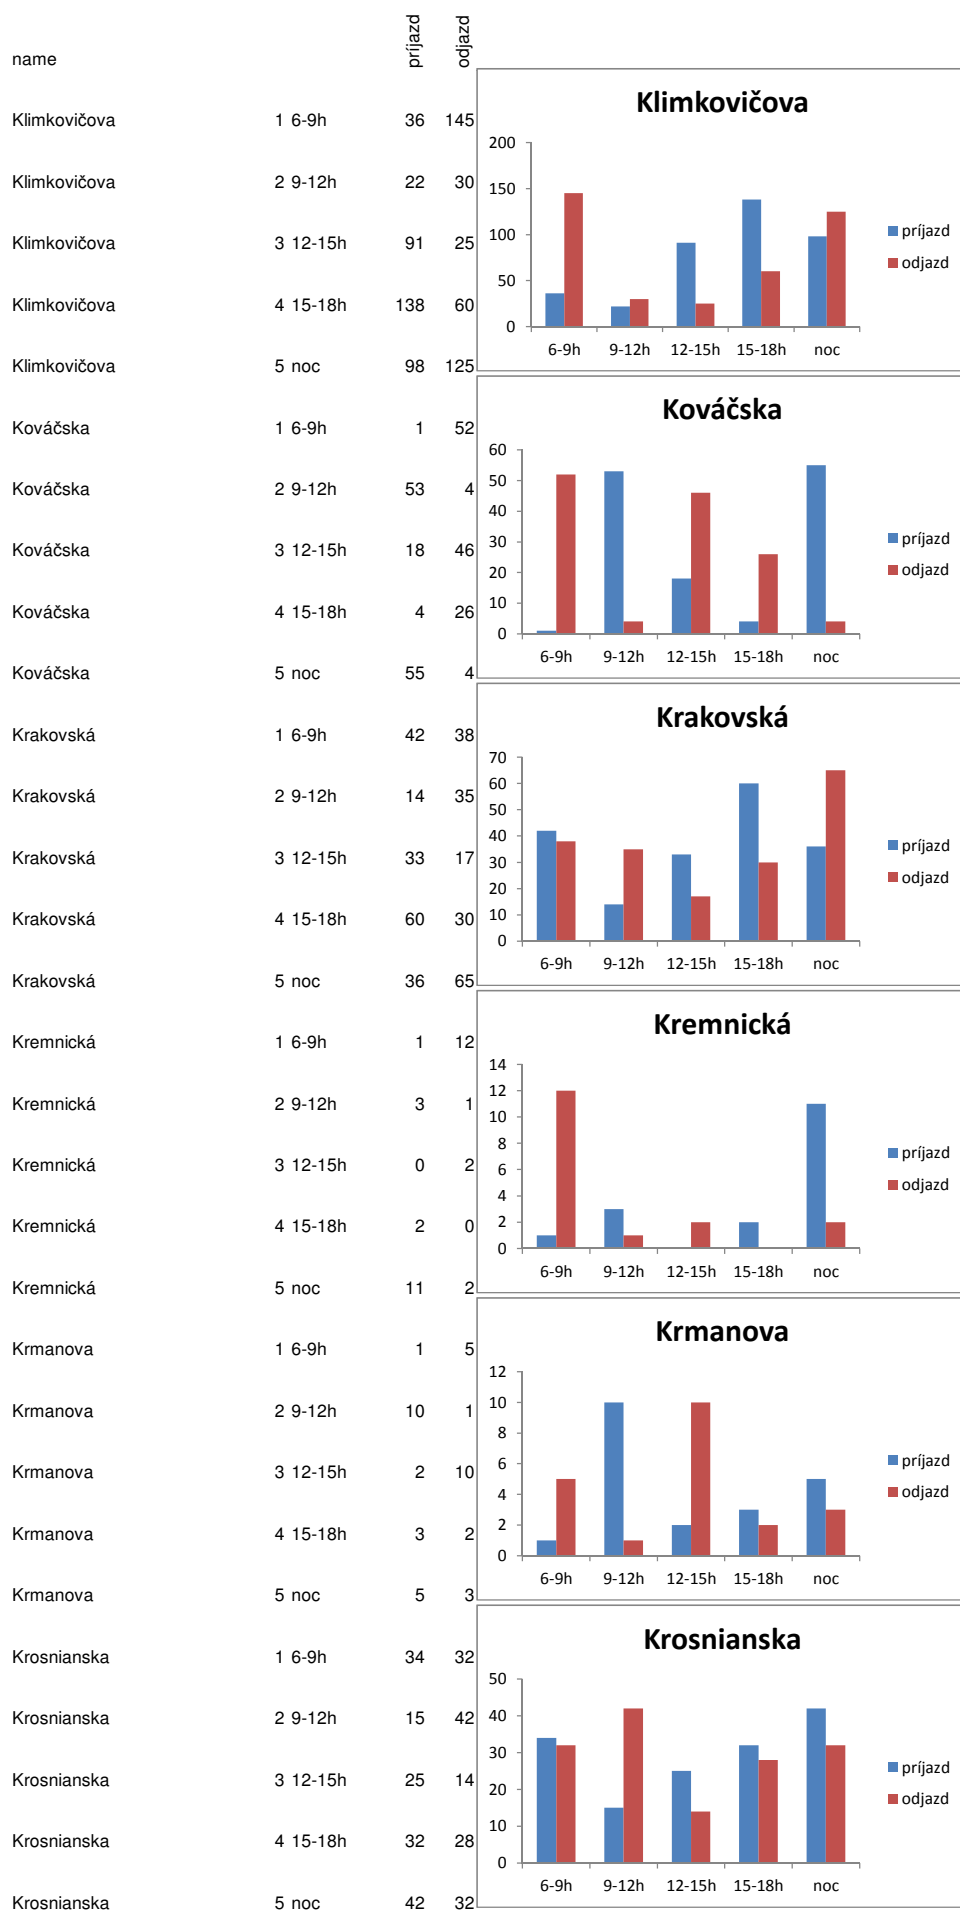 name príjazd odjazd
Klimkovičova 1 6-9h 36 145
Klimkovičova 2 9-12h 22 30
Klimkovičova 3 12-15h 91 25
Klimkovičova 4 15-18h 138 60
Klimkovičova 5 noc 98 125
Kováčska 1 6-9h 1 52
Kováčska 2 9-12h 53 4
Kováčska 3 12-15h 18 46
Kováčska 4 15-18h 4 26
Kováčska 5 noc 55 4
Krakovská 1 6-9h 42 38
Krakovská 2 9-12h 14 35
Krakovská 3 12-15h 33 17
Krakovská 4 15-18h 60 30
Krakovská 5 noc 36 65
Kremnická 1 6-9h 1 12
Kremnická 2 9-12h 3 1
Kremnická 3 12-15h 0 2
Kremnická 4 15-18h 2 0
Kremnická 5 noc 11 2
Krmanova 1 6-9h 1 5
Krmanova 2 9-12h 10 1
Krmanova 3 12-15h 2 10
Krmanova 4 15-18h 3 2
Krmanova 5 noc 5 3
Krosnianska 1 6-9h 34 32
Krosnianska 2 9-12h 15 42
Krosnianska 3 12-15h 25 14
Krosnianska 4 15-18h 32 28
Krosnianska 5 noc 42 32
Klimkovičova
200
150
100
50
0
6-9h 9-12h 12-15h 15-18h noc
príjazd
odjazd
Kováčska
60
50
40
30
20
10
0
6-9h 9-12h 12-15h 15-18h noc
príjazd
odjazd
Krakovská
70
60
50
40
30
20
10
0
6-9h 9-12h 12-15h 15-18h noc
príjazd
odjazd
Kremnická
14
12
10
8
6
4
2
0
6-9h 9-12h 12-15h 15-18h noc
príjazd
odjazd
Krmanova
12
10
8
6
4
2
0
6-9h 9-12h 12-15h 15-18h noc
príjazd
odjazd
Krosnianska
50
40
30
20
10
0
6-9h 9-12h 12-15h 15-18h noc
príjazd
odjazd